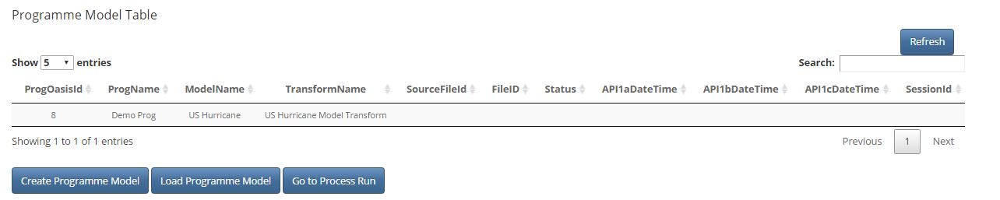 Programme Model Table
Refresh
Show 5 entries
Search:
ProgOasisId ProgName ModelName TransformName SourceFileId FileID Status API1aDateTime API1bDateTime API1cDateTime SessionId
8 Demo Prog US Hurricane US Hurricane Model Transform
Showing 1 to 1 of 1 entries
Previous 1 Next
Create Programme Model Load Programme Model Go to Process Run